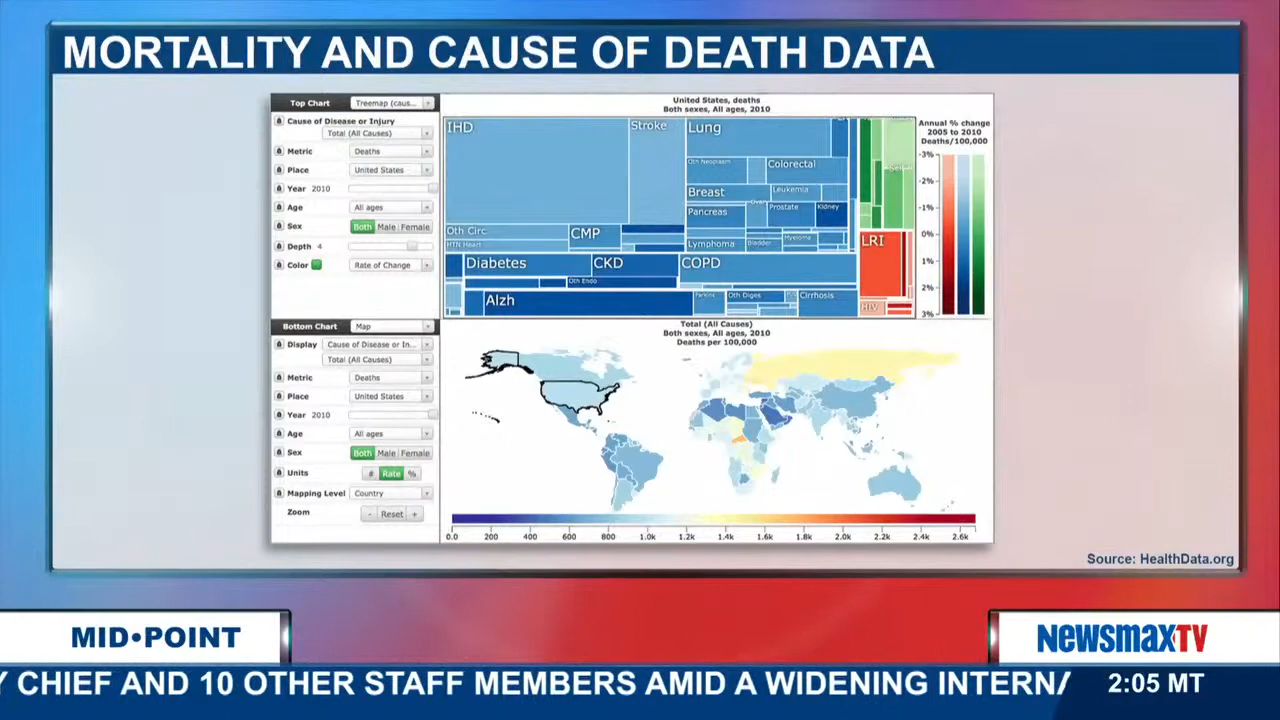 MORTALITY AND CAUSE OF DEATH DATA
Top Chart Treemap (caus...
Cause of Disease or Injury
Total (All Causes)
Metric Deaths
Place United States
Year 2010
Age All ages
Sex Both Male Female
Depth 4
Color Rate of Change
United States, deaths
Both sexes, All ages, 2010
IHD
Stroke
Lung
Oth Neoplasm
Colorectal
Breast
Leukemia
Ovary
Pancreas
Prostate
Kidney
Oth Circ
CMP
HTN Heart
Lymphoma
Bladder
Myeloma
Diabetes
CKD
COPD
Oth Endo
Alzh
Parkins
Oth Diges
Cirrhosis
LRI
HIV
Annual % change
2005 to 2010
Deaths/100,000
-3%
-2%
-1%
0%
1%
2%
3%
Bottom Chart Map
Display Cause of Disease or In...
Total (All Causes)
Metric Deaths
Place United States
Year 2010
Age All ages
Sex Both Male Female
Units # Rate %
Mapping Level Country
Zoom - Reset +
Total (All Causes)
Both sexes, All ages, 2010
Deaths per 100,000
0.0 200 400 600 800 1.0k 1.2k 1.4k 1.6k 1.8k 2.0k 2.2k 2.4k 2.6k
Source: HealthData.org
MID•POINT
NEWSMAXTV
Y CHIEF AND 10 OTHER STAFF MEMBERS AMID A WIDENING INTERNA
2:05 MT